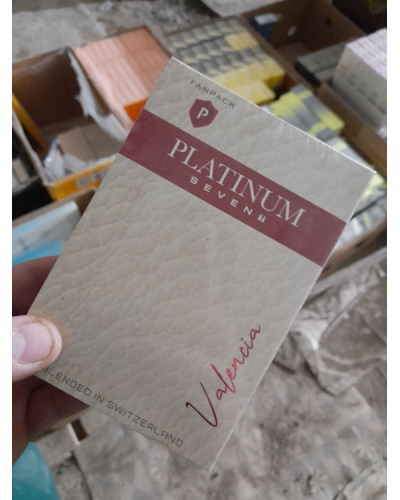 FANPACK
P
PLATINUM
SEVEN
Valencia
BLENDED IN SWITZERLAND